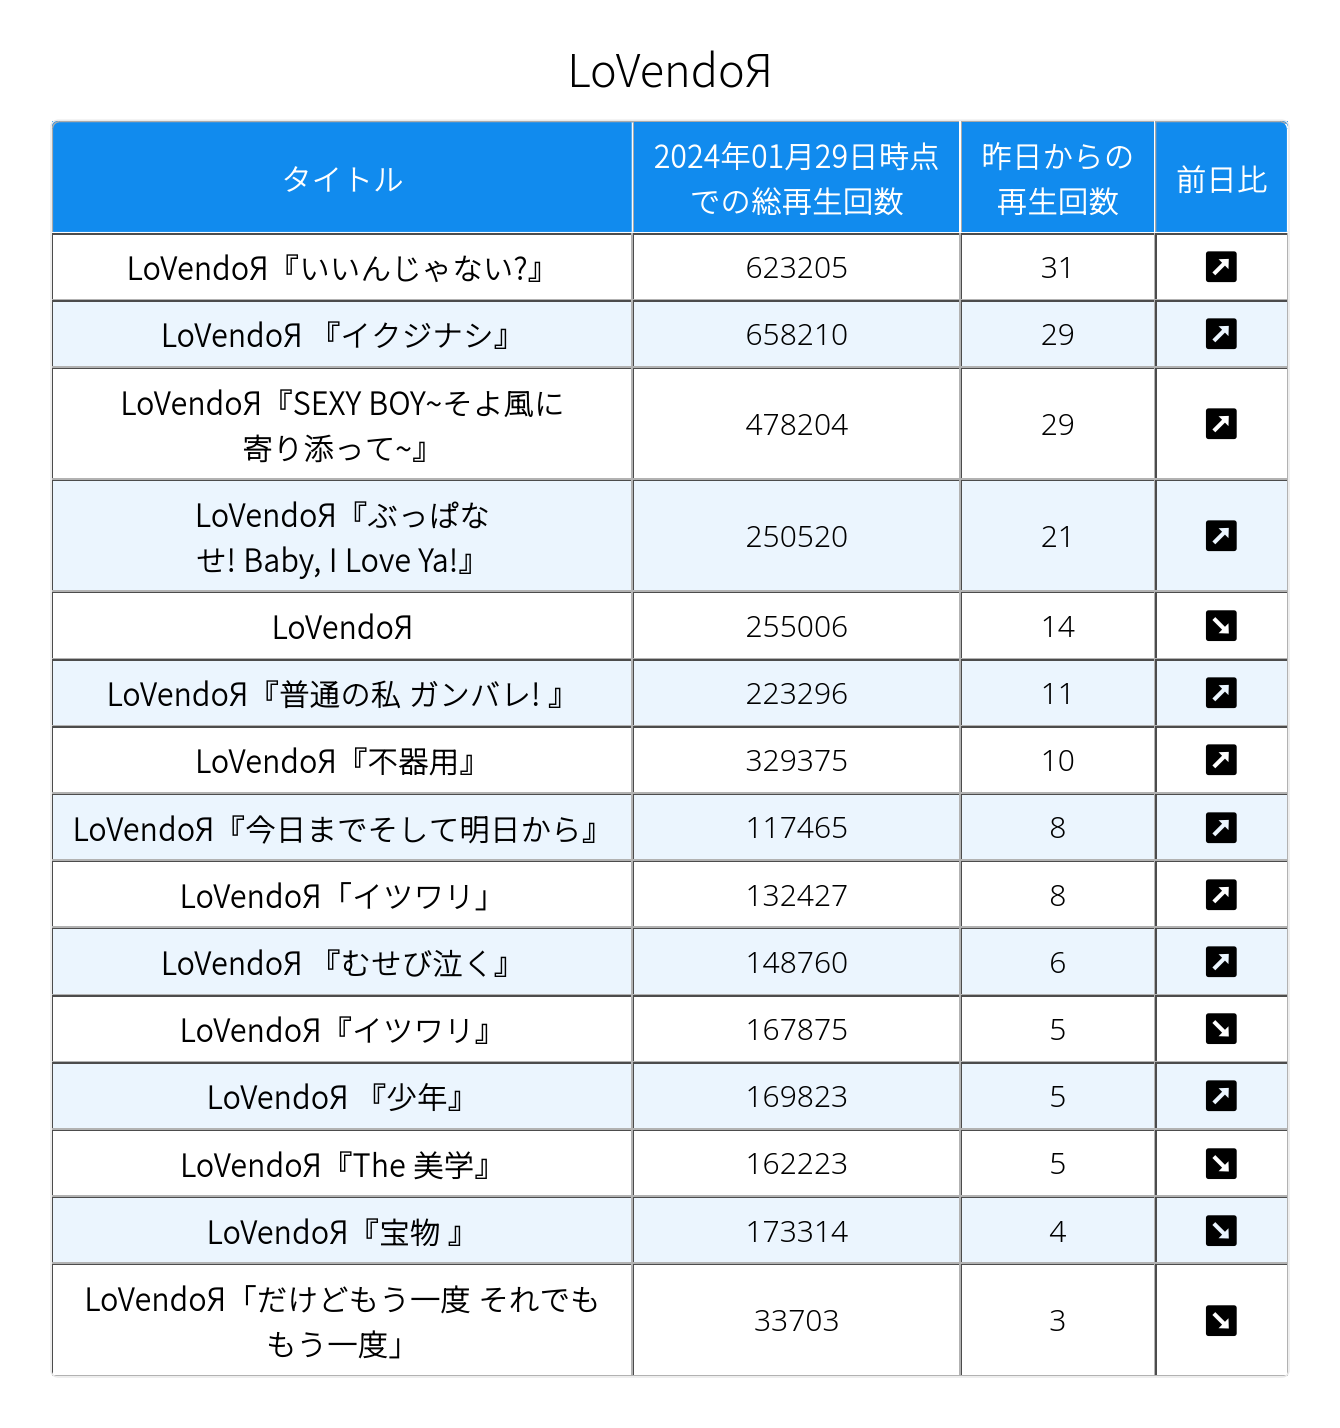 LoVendoЯ
タイトル
2024年01月29日時点
での総再生回数
昨日からの
再生回数
前日比
LoVendoЯ『いいんじゃない?』 623205 31
LoVendoЯ 『イクジナシ』 658210 29
LoVendoЯ『SEXY BOY~そよ風に
寄り添って~』 478204 29
LoVendoЯ『ぶっぱな
せ! Baby, I Love Ya!』 250520 21
LoVendoЯ 255006 14
LoVendoЯ『普通の私 ガンバレ! 』 223296 11
LoVendoЯ『不器用』 329375 10
LoVendoЯ『今日までそして明日から』 117465 8
LoVendoЯ「イツワリ」 132427 8
LoVendoЯ 『むせび泣く』 148760 6
LoVendoЯ『イツワリ』 167875 5
LoVendoЯ 『少年』 169823 5
LoVendoЯ『The 美学』 162223 5
LoVendoЯ『宝物 』 173314 4
LoVendoЯ「だけどもう一度 それでも
もう一度」 33703 3